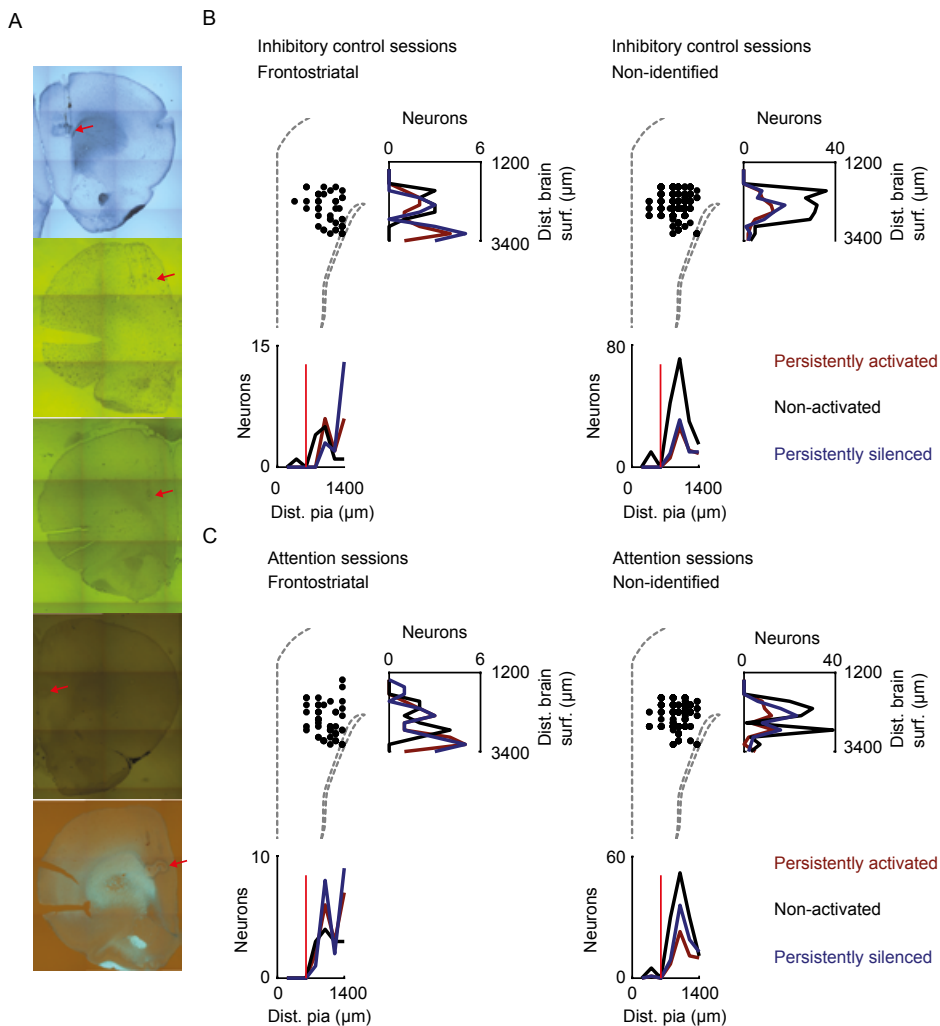 A
B
Inhibitory control sessions
Frontostriatal
Inhibitory control sessions
Non-identified
Neurons
0
6
1200
3400
Dist. brain
surf. (µm)
Neurons
0
40
1200
3400
Dist. brain
surf. (µm)
15
0
Neurons
0
1400
Dist. pia (µm)
80
0
Neurons
0
1400
Dist. pia (µm)
Persistently activated
Non-activated
Persistently silenced
C
Attention sessions
Frontostriatal
Attention sessions
Non-identified
Neurons
0
6
1200
3400
Dist. brain
surf. (µm)
Neurons
0
40
1200
3400
Dist. brain
surf. (µm)
10
0
Neurons
0
1400
Dist. pia (µm)
60
0
Neurons
0
1400
Dist. pia (µm)
Persistently activated
Non-activated
Persistently silenced